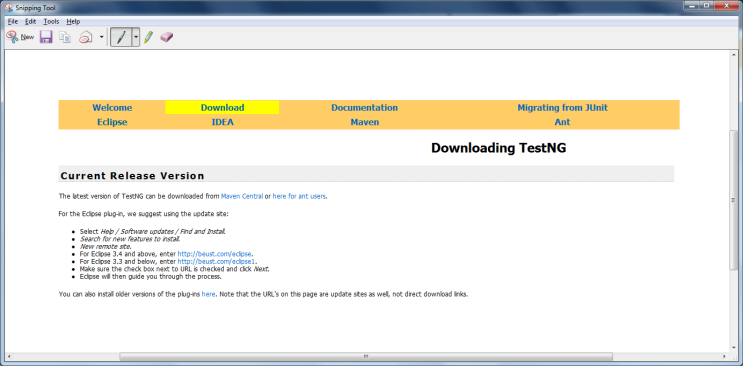 Snipping Tool
File Edit Tools Help
New
Welcome Download Documentation Migrating from JUnit
Eclipse IDEA Maven Ant
Downloading TestNG
Current Release Version
The latest version of TestNG can be downloaded from Maven Central or here for ant users.
For the Eclipse plug-in, we suggest using the update site:
Select Help / Software updates / Find and Install.
Search for new features to install.
New remote site.
For Eclipse 3.4 and above, enter http://beust.com/eclipse.
For Eclipse 3.3 and below, enter http://beust.com/eclipse1.
Make sure the check box next to URL is checked and click Next.
Eclipse will then guide you through the process.
You can also install older versions of the plug-ins here. Note that the URL's on this page are update sites as well, not direct download links.